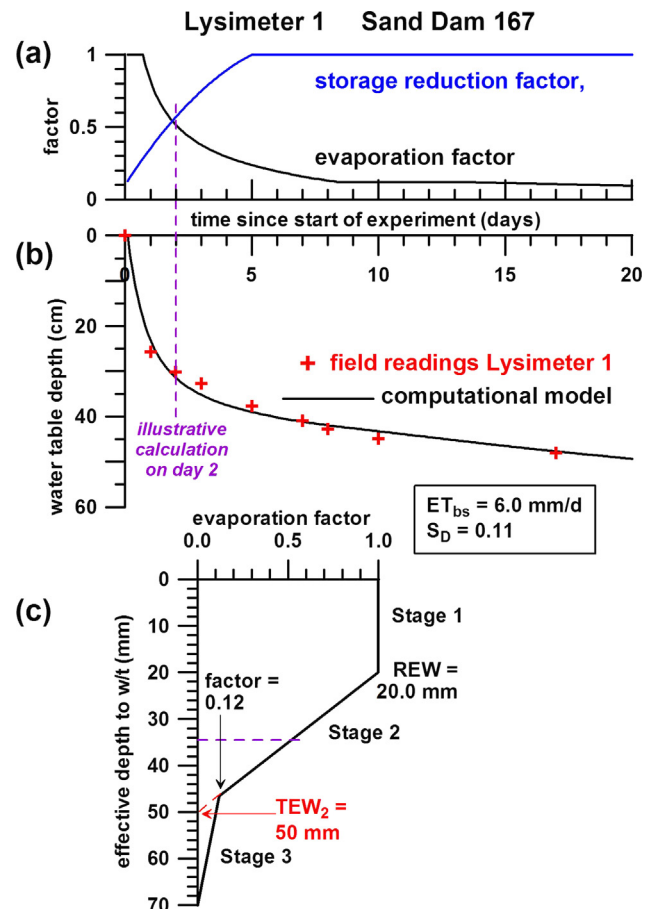 Lysimeter 1 Sand Dam 167
(a)
1
0.5
0
factor
storage reduction factor,
evaporation factor
time since start of experiment (days)
0 5 10 15 20
(b)
0
20
40
60
water table depth (cm)
field readings Lysimeter 1
computational model
illustrative
calculation
on day 2
ET_bs = 6.0 mm/d
S_D = 0.11
evaporation factor
0.0 0.5 1.0
(c)
0
10
20
30
40
50
60
70
effective depth to w/t (mm)
Stage 1
factor =
0.12
REW =
20.0 mm
Stage 2
TEW_2 =
50 mm
Stage 3